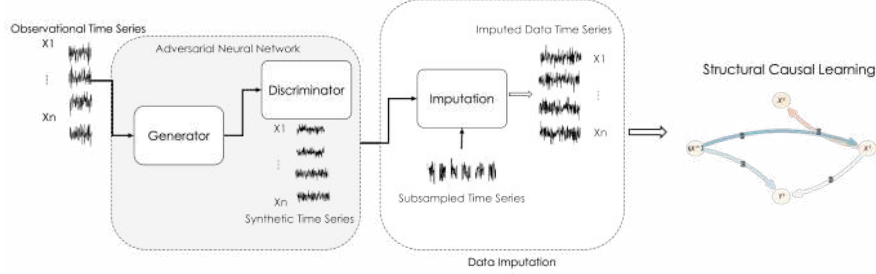 Observational Time Series
X1
⋮
Xn
Adversarial Neural Network
Generator
Discriminator
X1
⋮
Xn
Synthetic Time Series
Imputation
Subsampled Time Series
Imputed Data Time Series
X1
⋮
Xn
Data Imputation
Structural Causal Learning